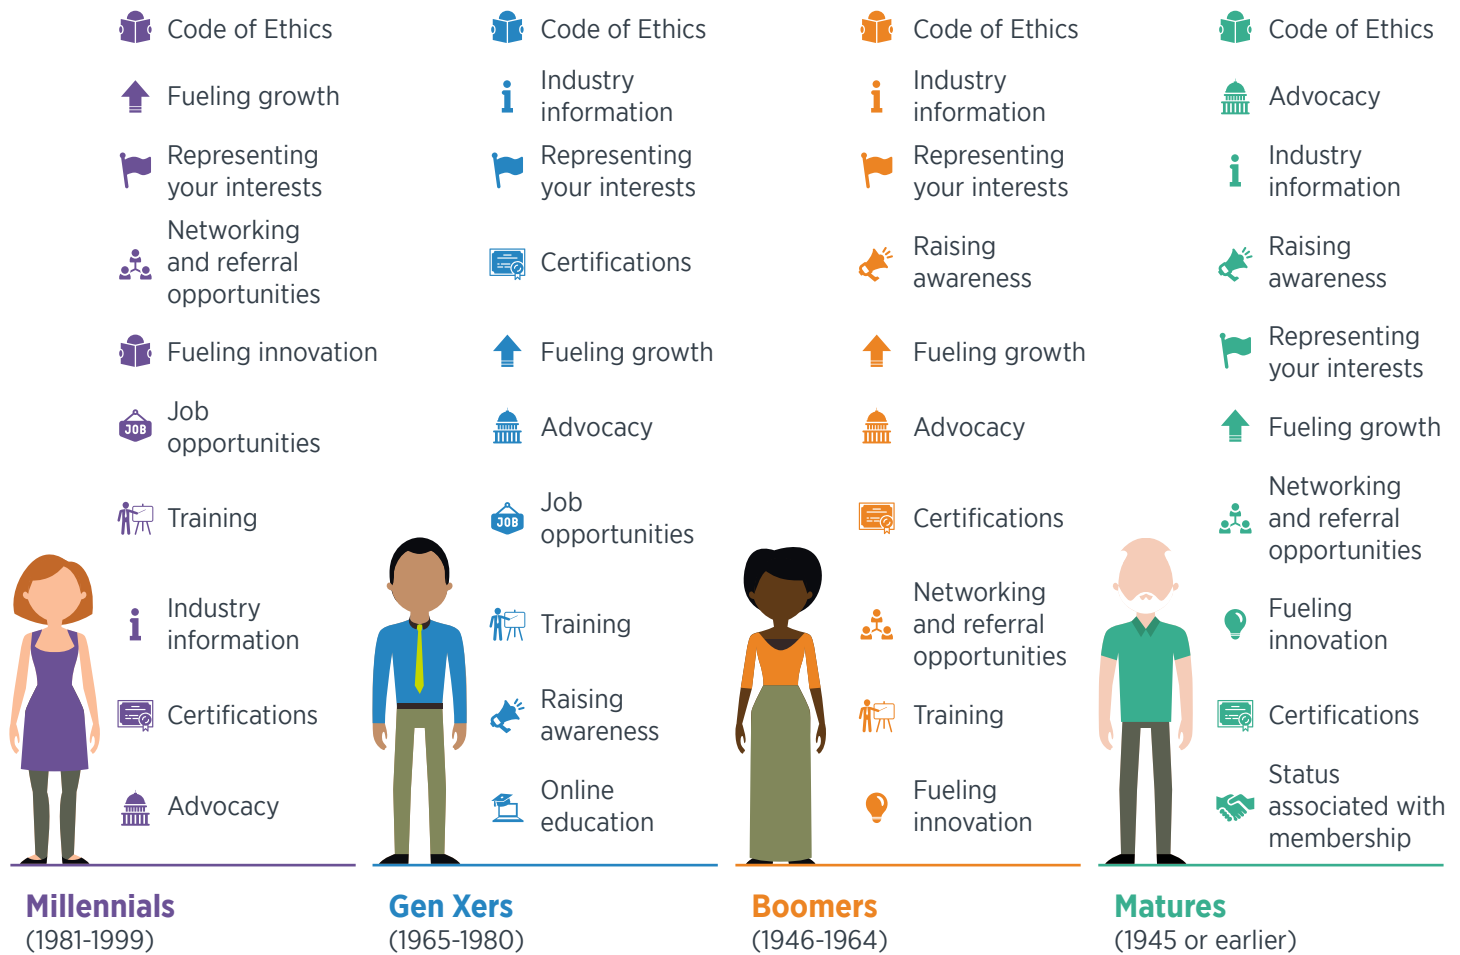 Code of Ethics
Fueling growth
Representing
your interests
Networking
and referral
opportunities
Fueling innovation
JOB
Job
opportunities
Training
Industry
information
Certifications
Advocacy
Millennials
(1981-1999)
Code of Ethics
Industry
information
Representing
your interests
Certifications
Fueling growth
Advocacy
JOB
Job
opportunities
Training
Raising
awareness
Online
education
Gen Xers
(1965-1980)
Code of Ethics
Industry
information
Representing
your interests
Raising
awareness
Fueling growth
Advocacy
Certifications
Networking
and referral
opportunities
Training
Fueling
innovation
Boomers
(1946-1964)
Code of Ethics
Advocacy
Industry
information
Raising
awareness
Representing
your interests
Fueling growth
Networking
and referral
opportunities
Fueling
innovation
Certifications
Status
associated with
membership
Matures
(1945 or earlier)